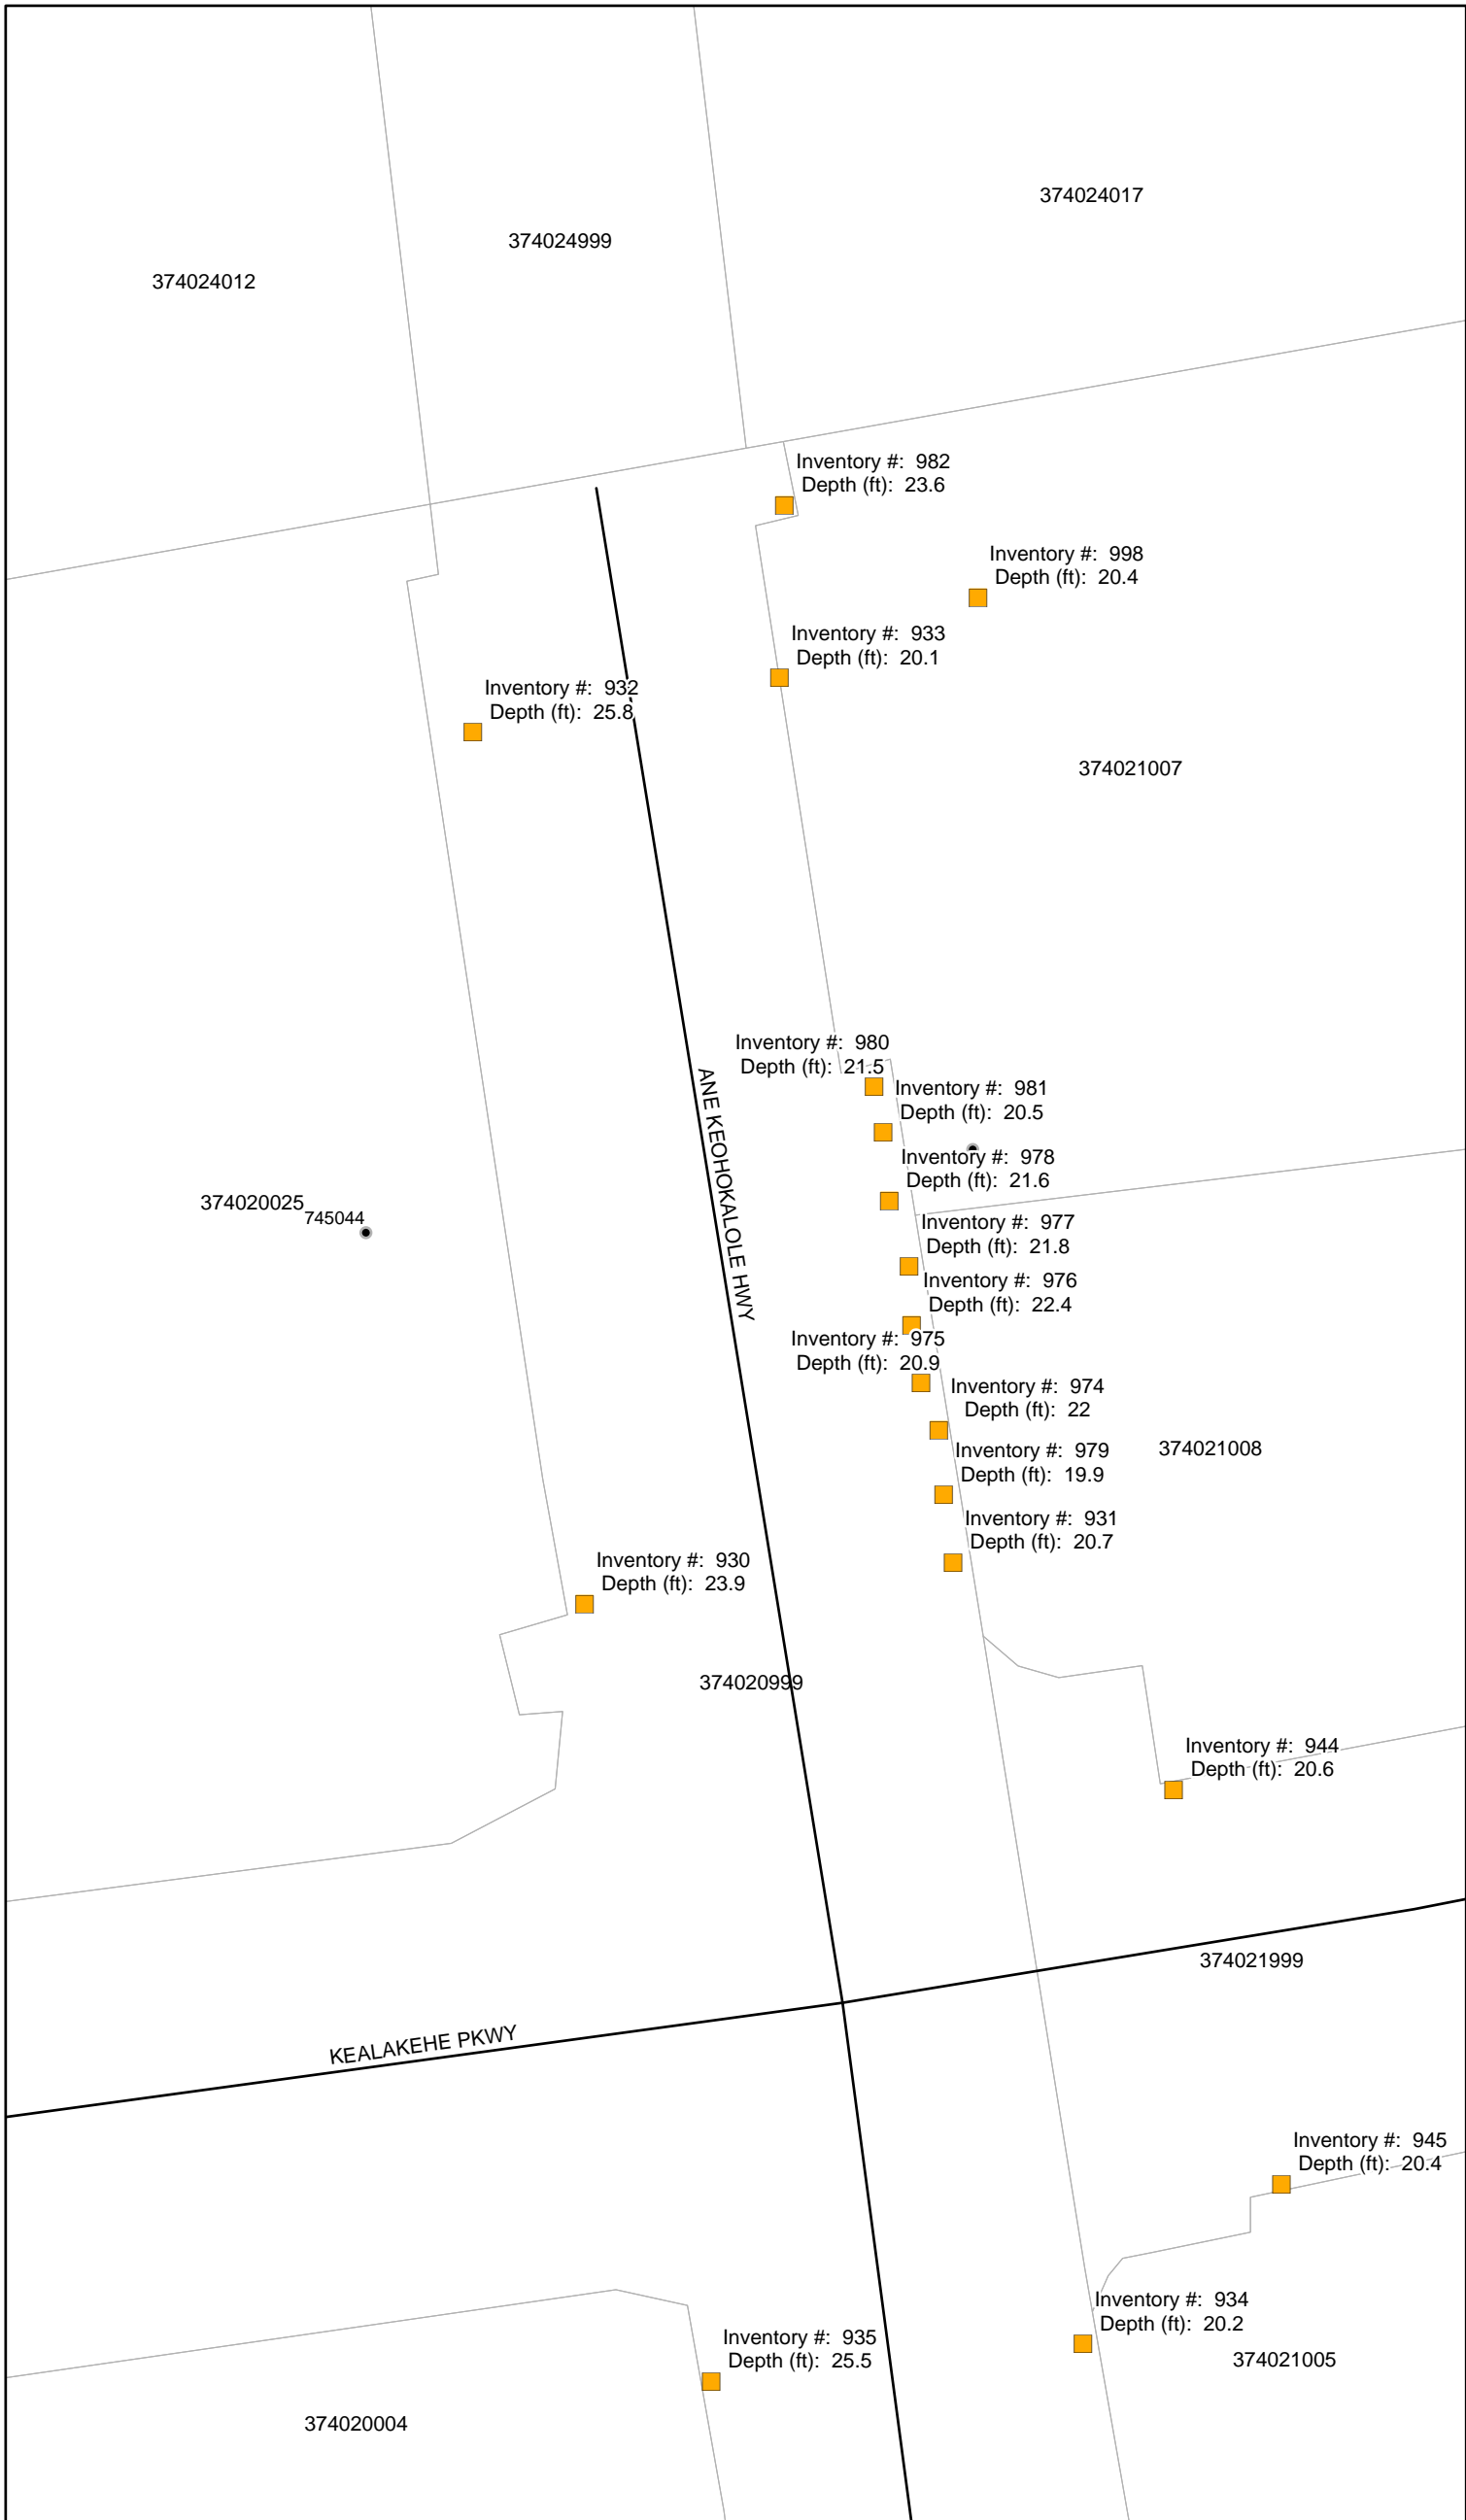 374024017
374024999
374024012
Inventory #: 982
Depth (ft): 23.6
Inventory #: 998
Depth (ft): 20.4
Inventory #: 933
Depth (ft): 20.1
Inventory #: 932
Depth (ft): 25.8
374021007
Inventory #: 980
Depth (ft): 21.5
Inventory #: 981
Depth (ft): 20.5
ANE KEOHOKALOLE HWY
Inventory #: 978
Depth (ft): 21.6
374020025
745044
Inventory #: 977
Depth (ft): 21.8
Inventory #: 976
Depth (ft): 22.4
Inventory #: 975
Depth (ft): 20.9
Inventory #: 974
Depth (ft): 22
374021008
Inventory #: 979
Depth (ft): 19.9
Inventory #: 931
Depth (ft): 20.7
Inventory #: 930
Depth (ft): 23.9
374020999
Inventory #: 944
Depth (ft): 20.6
374021999
KEALAKEHE PKWY
Inventory #: 945
Depth (ft): 20.4
Inventory #: 934
Depth (ft): 20.2
Inventory #: 935
Depth (ft): 25.5
374021005
374020004